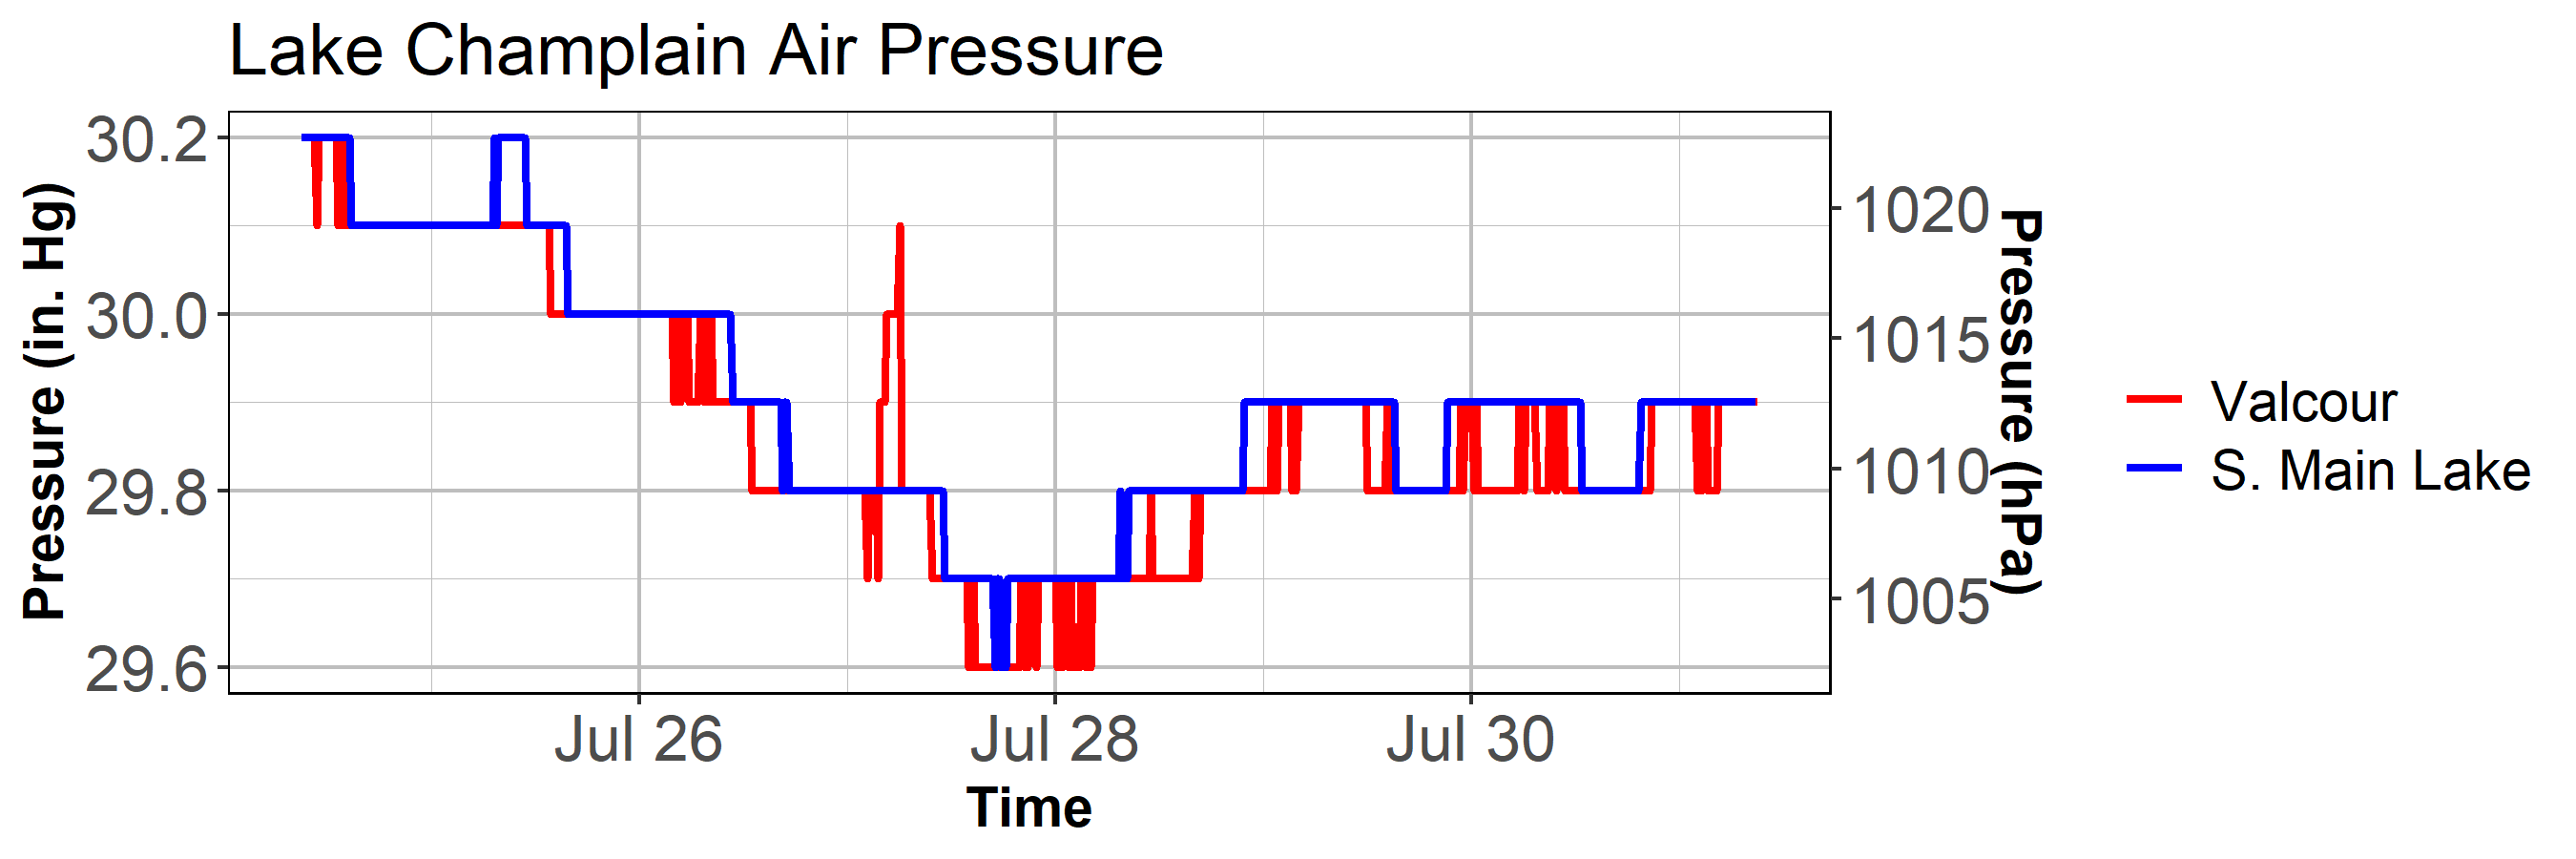 Lake Champlain Air Pressure
Pressure (in. Hg)
30.2
30.0
29.8
29.6
1020
1015
1010
1005
Pressure (hPa)
Valcour
S. Main Lake
Jul 26
Jul 28
Jul 30
Time